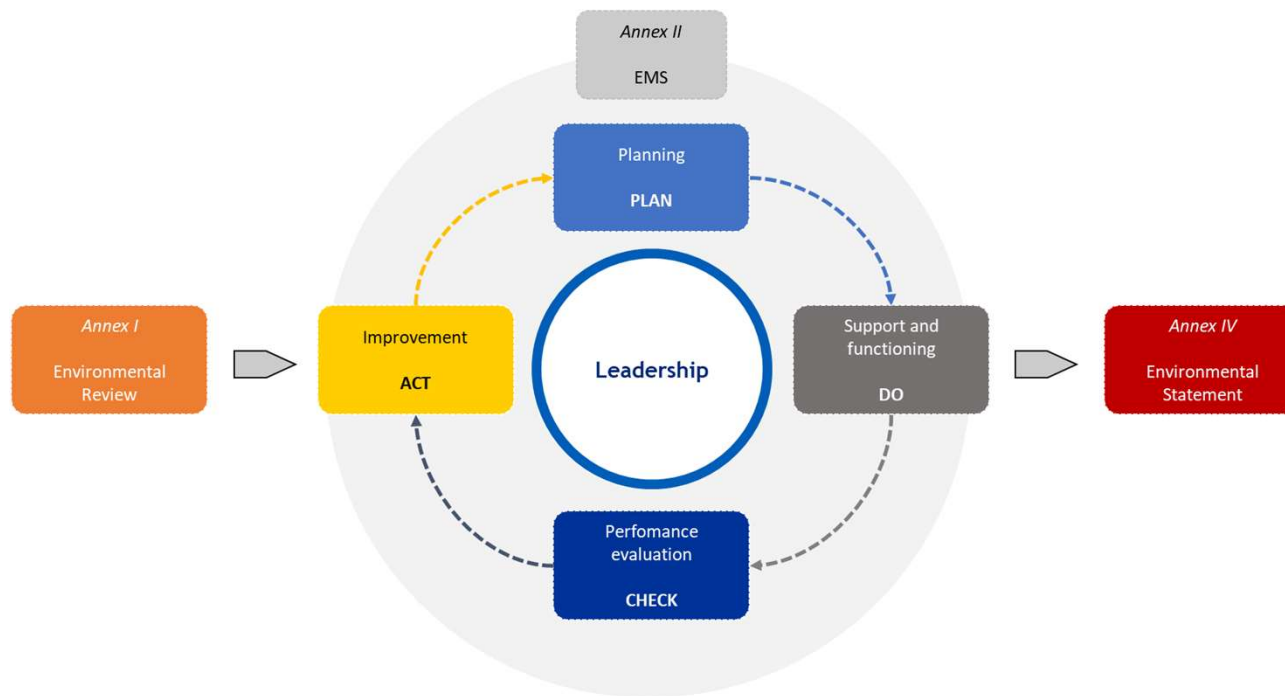 Annex II
EMS
Planning
PLAN
Annex I
Environmental
Review
Improvement
ACT
Leadership
Support and
functioning
DO
Annex IV
Environmental
Statement
Perfomance
evaluation
CHECK